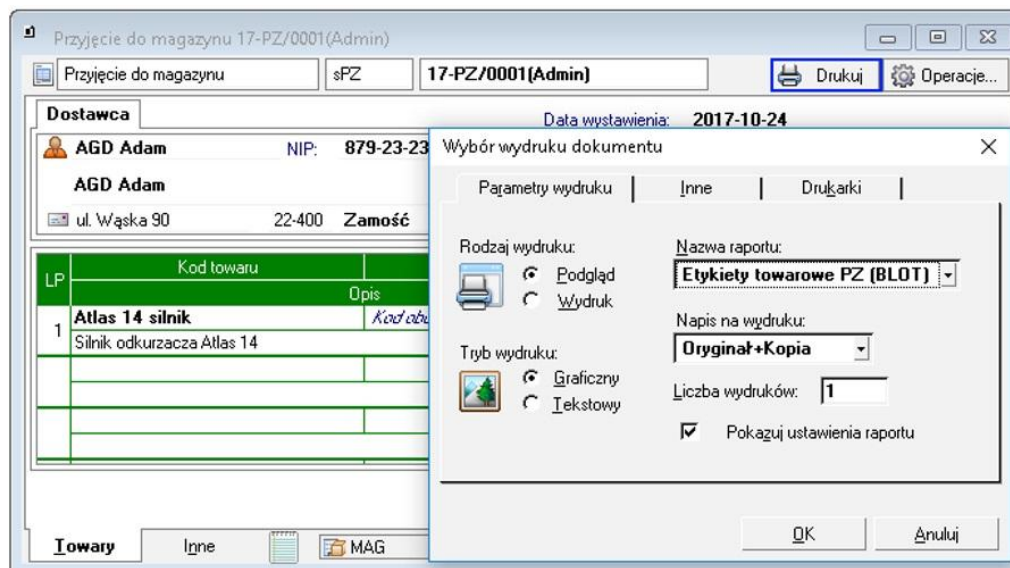 Przyjęcie do magazynu 17-PZ/0001(Admin)
Przyjęcie do magazynu sPZ 17-PZ/0001(Admin) Drukuj Operacje...
Dostawca
Data wystawienia: 2017-10-24
AGD Adam NIP: 879-23-23
AGD Adam
ul. Wąska 90 22-400 Zamość
LP Kod towaru
Opis
1 Atlas 14 silnik
Silnik odkurzacza Atlas 14
Towary Inne MAG
Wybór wydruku dokumentu
Parametry wydruku Inne Drukarki
Rodzaj wydruku:
Podgląd
Wydruk
Tryb wydruku:
Graficzny
Tekstowy
Nazwa raportu:
Etykiety towarowe PZ (BLOT)
Napis na wydruku:
Oryginał+Kopia
Liczba wydruków: 1
Pokazuj ustawienia raportu
OK Anuluj